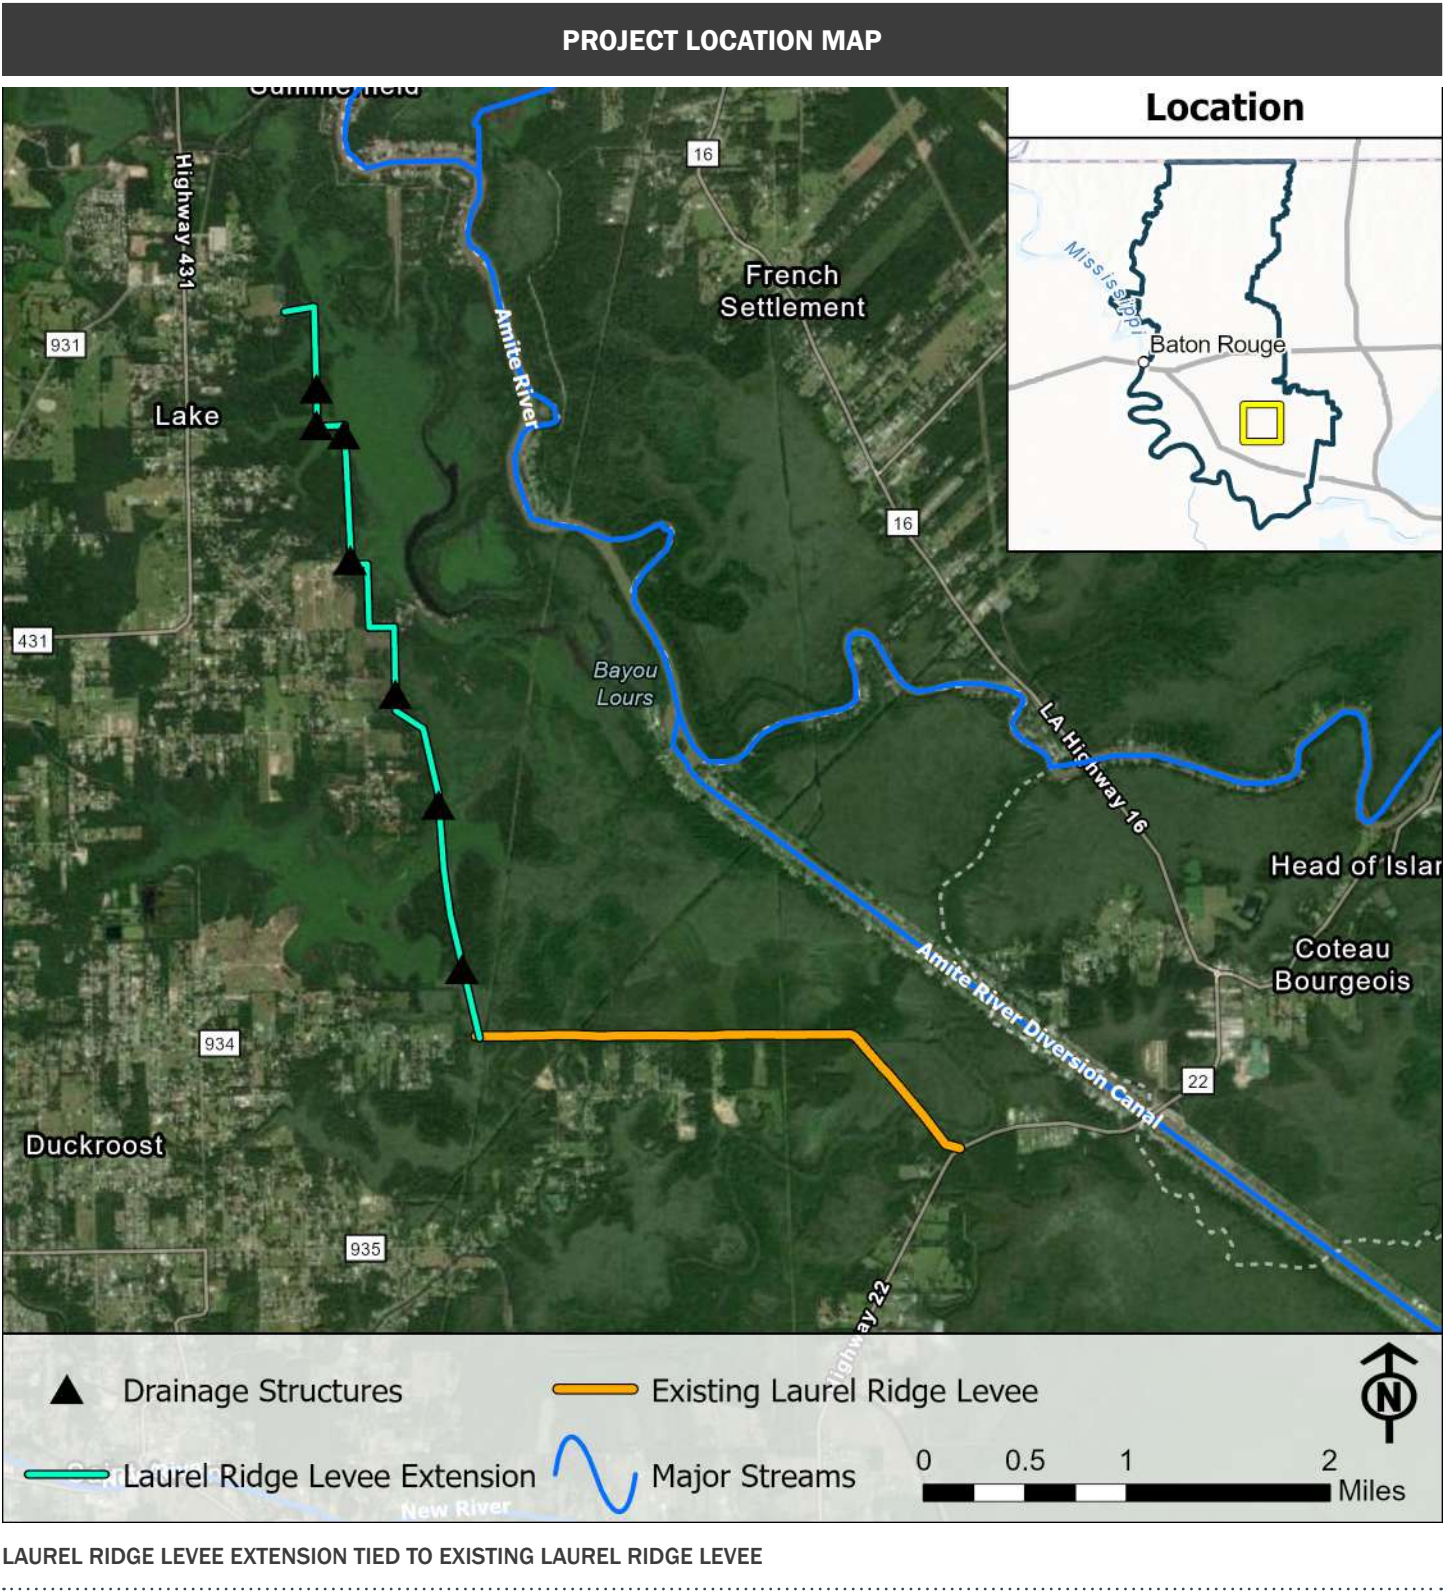 PROJECT LOCATION MAP
Summerfield
Highway 431
16
French
Settlement
Location
Mississippi
Baton Rouge
931
Lake
Amite River
16
431
Bayou
Lours
LA Highway 16
Head of Islan
Coteau
Bourgeois
Amite River Diversion Canal
934
22
Duckroost
935
Highway 22
Drainage Structures
Existing Laurel Ridge Levee
N
Laurel Ridge Levee Extension
Major Streams
0 0.5 1 2
Miles
New River
LAUREL RIDGE LEVEE EXTENSION TIED TO EXISTING LAUREL RIDGE LEVEE